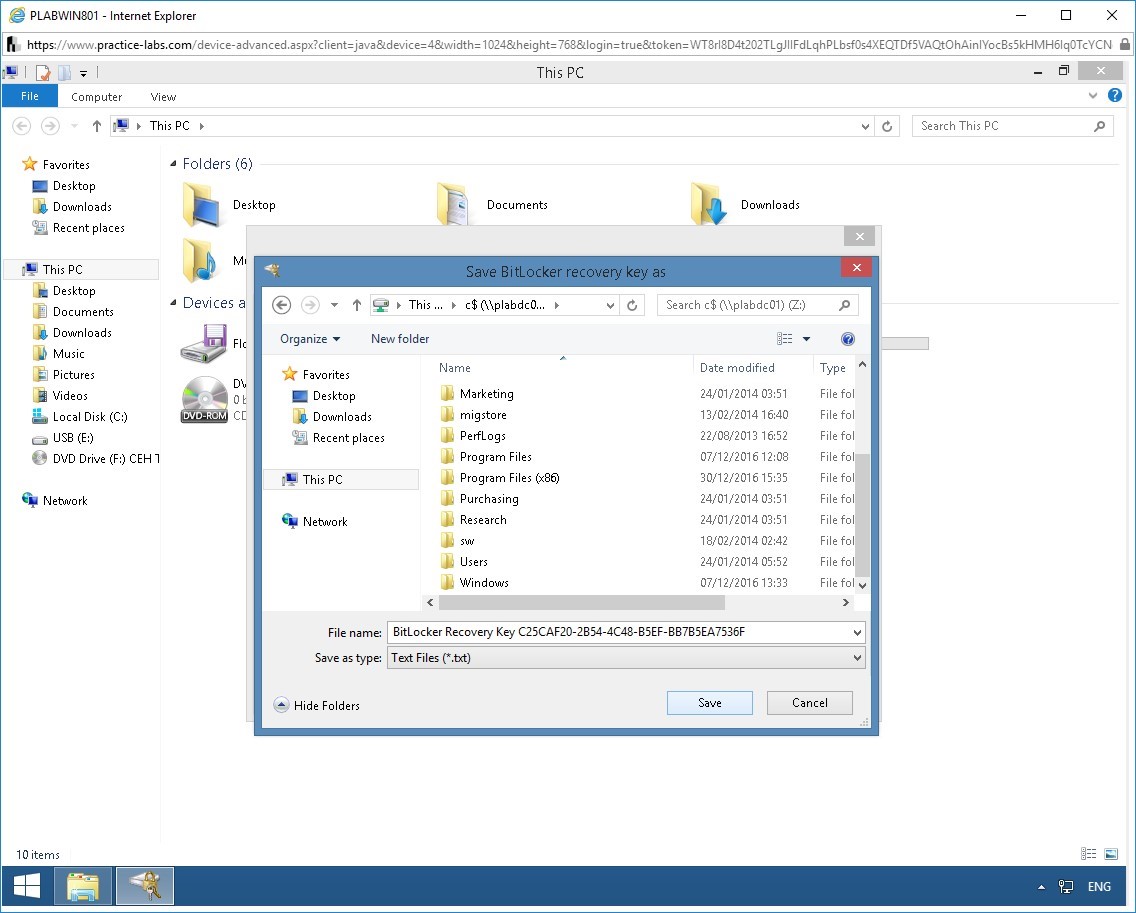 PLABWIN801 - Internet Explorer
https://www.practice-labs.com/device-advanced.aspx?client=java&device=4&width=1024&height=768&login=true&token=
This PC
File Computer View
This PC
Search This PC
Favorites
Desktop
Downloads
Recent places
This PC
Desktop
Documents
Downloads
Music
Pictures
Videos
Local Disk (C:)
USB (E:)
DVD Drive (F:) CEH T
Network
Folders (6)
Desktop
Documents
Downloads
Mu
Devices a
Flo
DV
0 b
CD
DVD-ROM
Save BitLocker recovery key as
This ... c$ (\\plabdc0...
Search c$ (\\plabdc01) (Z:)
Organize New folder
Favorites
Desktop
Downloads
Recent places
This PC
Network
Name Date modified Type
Marketing 24/01/2014 03:51 File fol
migstore 13/02/2014 16:40 File fol
PerfLogs 22/08/2013 16:52 File fol
Program Files 07/12/2016 12:08 File fol
Program Files (x86) 30/12/2016 15:35 File fol
Purchasing 24/01/2014 03:51 File fol
Research 24/01/2014 03:51 File fol
sw 18/02/2014 02:42 File fol
Users 24/01/2014 05:52 File fol
Windows 07/12/2016 13:33 File fol
File name: BitLocker Recovery Key C25CAF20-2B54-4C48-B5EF-BB7B5EA7536F
Save as type: Text Files (*.txt)
Hide Folders
Save
Cancel
10 items
ENG